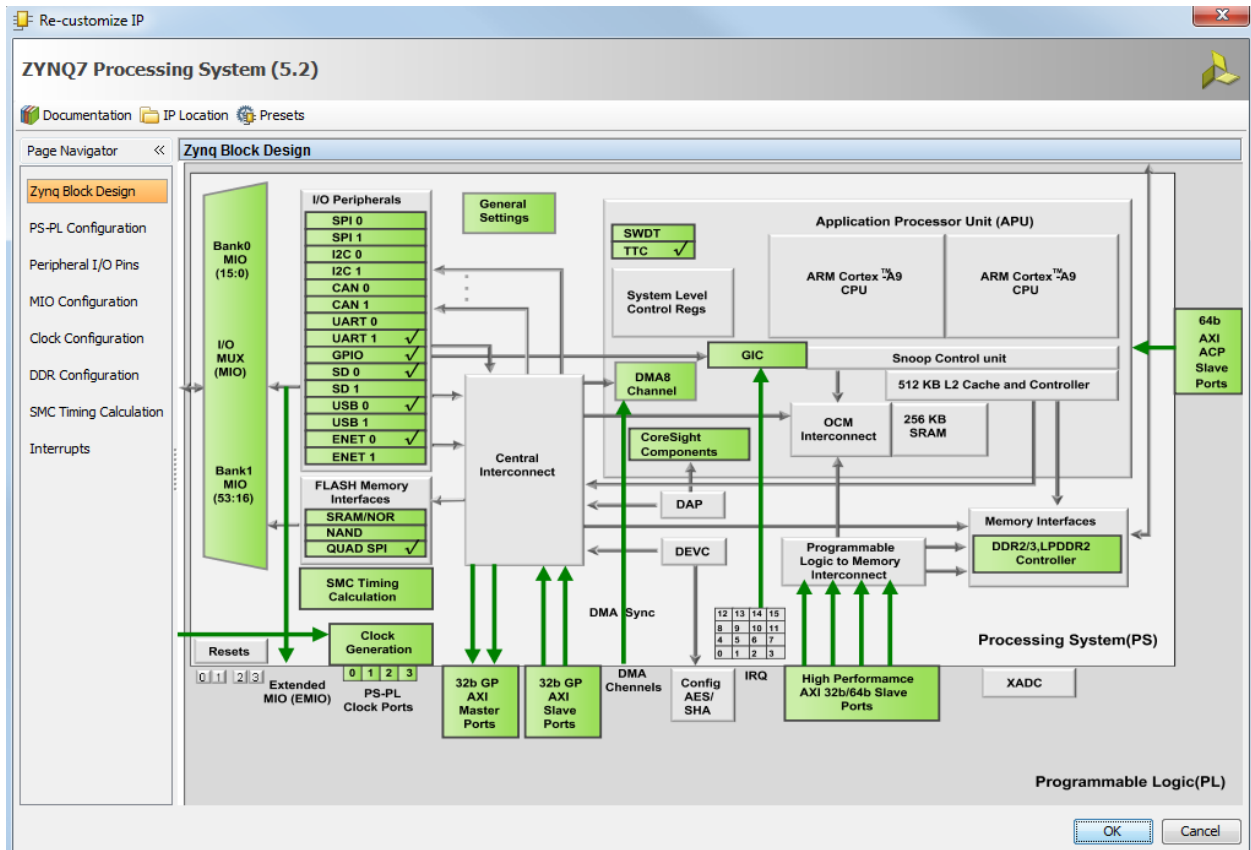 Re-customize IP
ZYNQ7 Processing System (5.2)
Documentation IP Location Presets
Page Navigator «
Zynq Block Design
PS-PL Configuration
Peripheral I/O Pins
MIO Configuration
Clock Configuration
DDR Configuration
SMC Timing Calculation
Interrupts
Zynq Block Design
Bank0
MIO
(15:0)
I/O
MUX
(MIO)
Bank1
MIO
(53:16)
I/O Peripherals
SPI 0
SPI 1
I2C 0
I2C 1
CAN 0
CAN 1
UART 0
UART 1 ✓
GPIO ✓
SD 0 ✓
SD 1
USB 0 ✓
USB 1
ENET 0 ✓
ENET 1
FLASH Memory
Interfaces
SRAM/NOR
NAND
QUAD SPI ✓
SMC Timing
Calculation
Clock
Generation
Resets
0 1 2 3
Extended
MIO (EMIO)
0 1 2 3
PS-PL
Clock Ports
General
Settings
Central
Interconnect
32b GP
AXI
Master
Ports
32b GP
AXI
Slave
Ports
DMA Sync
DMA
Channels
Application Processor Unit (APU)
SWDT
TTC ✓
System Level
Control Regs
ARM Cortex™-A9
CPU
ARM Cortex™-A9
CPU
GIC
Snoop Control unit
512 KB L2 Cache and Controller
DMA8
Channel
OCM
Interconnect
256 KB
SRAM
CoreSight
Components
DAP
DEVC
Programmable
Logic to Memory
Interconnect
Memory Interfaces
DDR2/3,LPDDR2
Controller
64b
AXI
ACP
Slave
Ports
12 13 14 15
8 9 10 11
4 5 6 7
0 1 2 3
IRQ
Config
AES/
SHA
High Performamce
AXI 32b/64b Slave
Ports
Processing System(PS)
XADC
Programmable Logic(PL)
OK Cancel